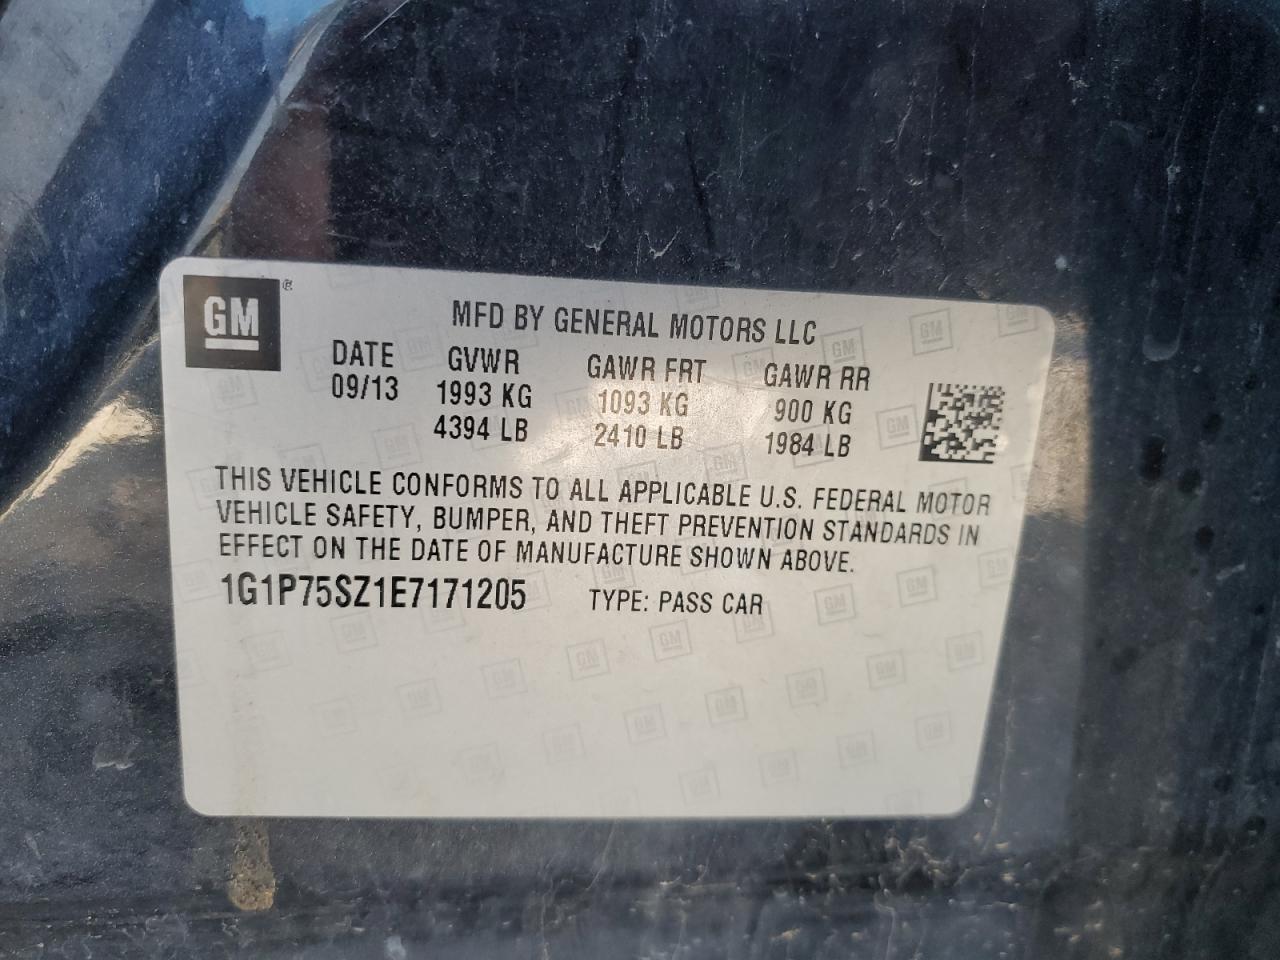 GM ®
MFD BY GENERAL MOTORS LLC
DATE GVWR GAWR FRT GAWR RR
09/13 1993 KG 1093 KG 900 KG
4394 LB 2410 LB 1984 LB
THIS VEHICLE CONFORMS TO ALL APPLICABLE U.S. FEDERAL MOTOR
VEHICLE SAFETY, BUMPER, AND THEFT PREVENTION STANDARDS IN
EFFECT ON THE DATE OF MANUFACTURE SHOWN ABOVE.
1G1P75SZ1E7171205 TYPE: PASS CAR